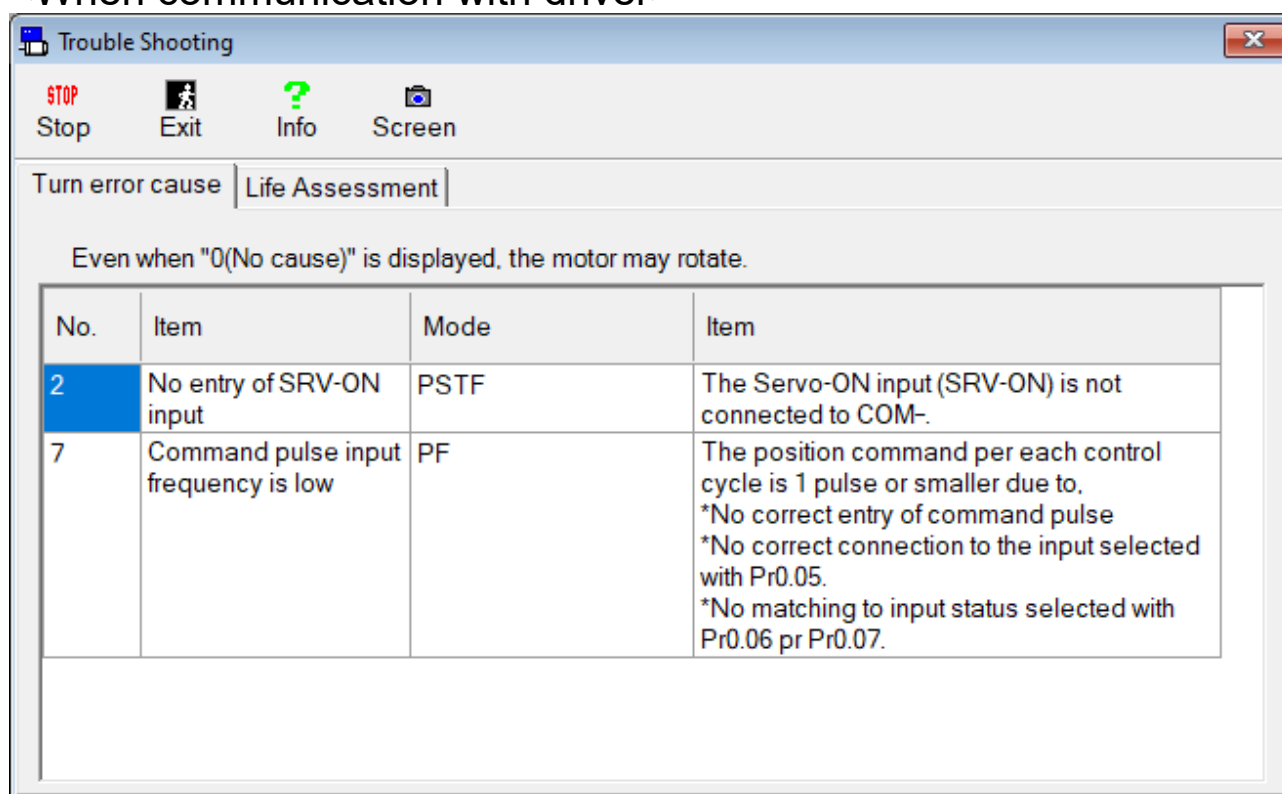 When communication with driver
Trouble Shooting
STOP
Stop
Exit
?
Info
Screen
Turn error cause
Life Assessment
Even when "0(No cause)" is displayed, the motor may rotate.
No.
Item
Mode
Item
2
No entry of SRV-ON
input
PSTF
The Servo-ON input (SRV-ON) is not
connected to COM-.
7
Command pulse input
frequency is low
PF
The position command per each control
cycle is 1 pulse or smaller due to,
*No correct entry of command pulse
*No correct connection to the input selected
with Pr0.05.
*No matching to input status selected with
Pr0.06 pr Pr0.07.